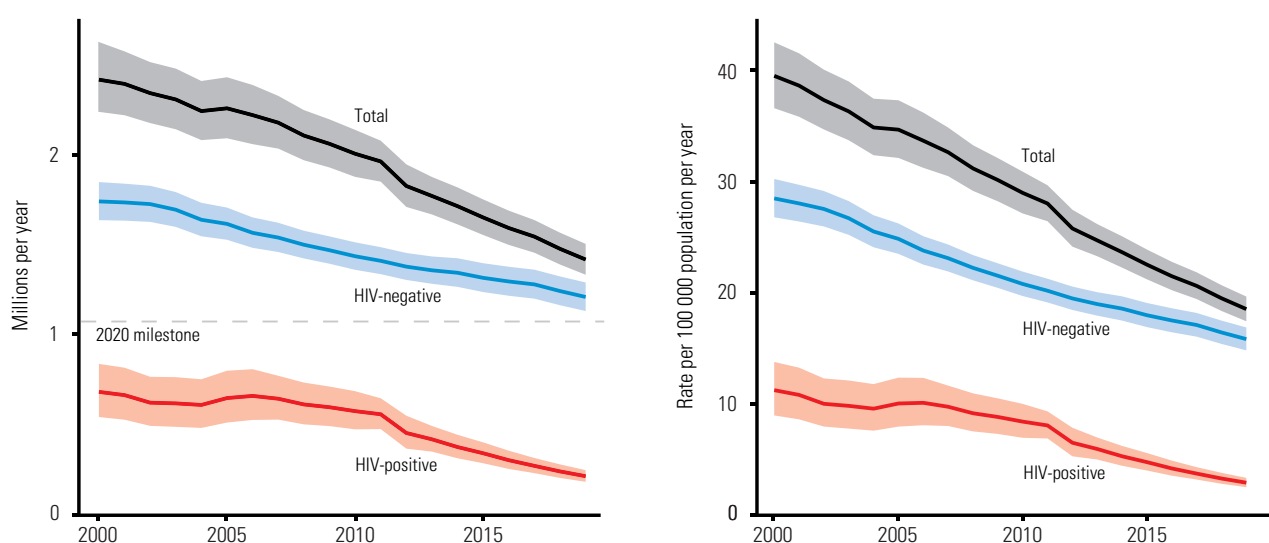 Millions per year
2
1
0
Total
HIV-negative
2020 milestone
HIV-positive
2000
2005
2010
2015
Rate per 100 000 population per year
40
30
20
10
0
Total
HIV-negative
HIV-positive
2000
2005
2010
2015